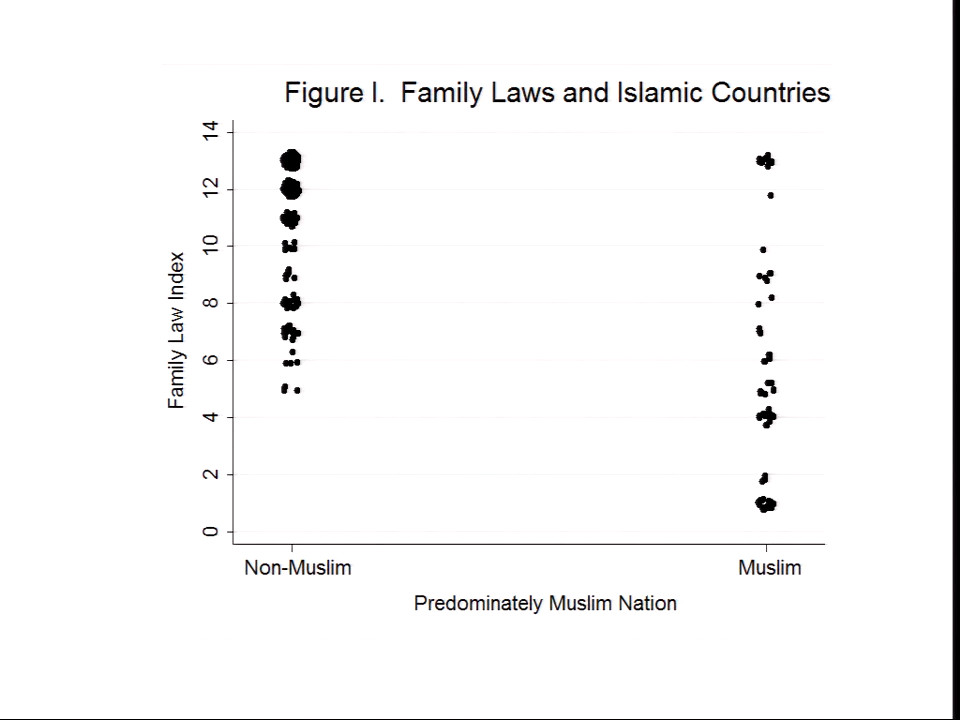 Figure I. Family Laws and Islamic Countries
14
12
10
8
6
4
2
0
Family Law Index
Non-Muslim
Muslim
Predominately Muslim Nation